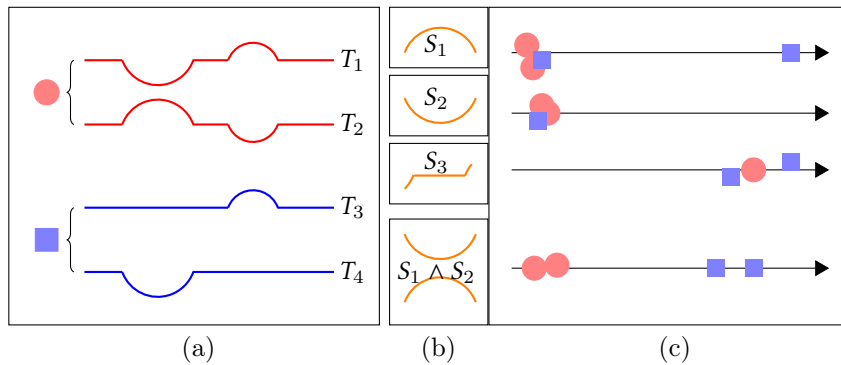 T₁
T₂
T₃
T₄
S₁
S₂
S₃
S₁ ∧ S₂
(a)
(b)
(c)